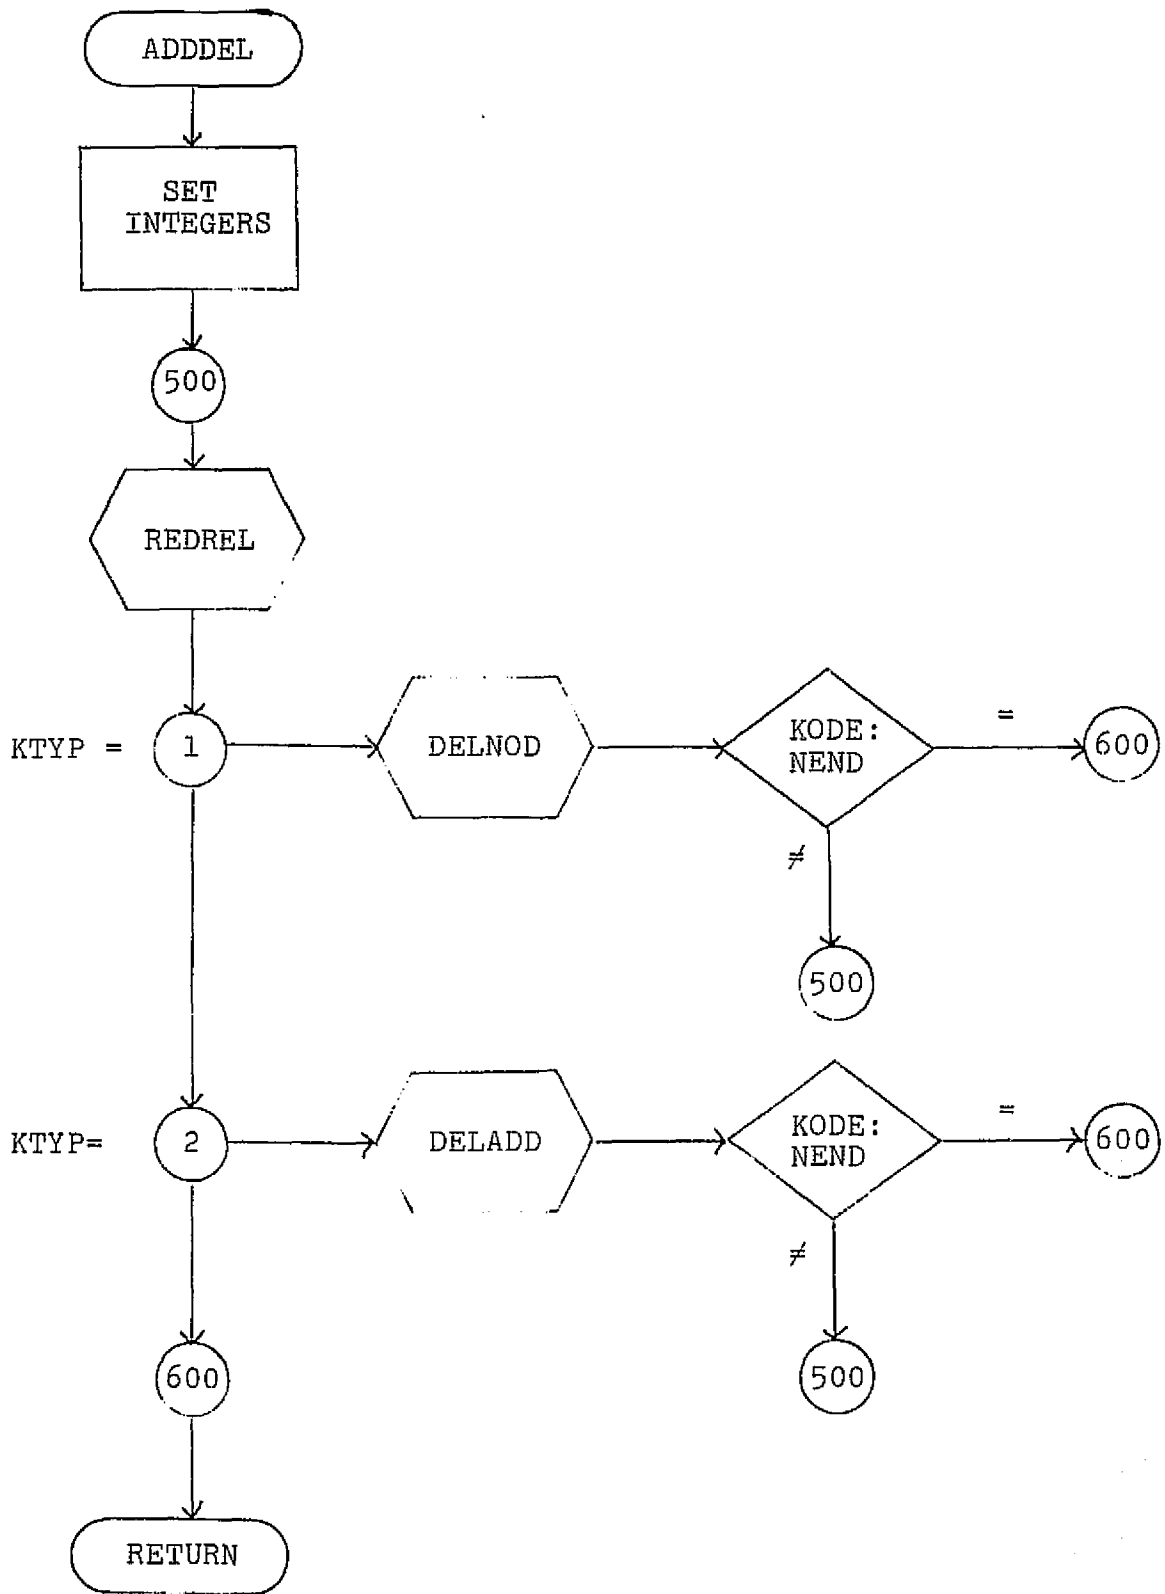 ADDDEL
SET
INTEGERS
500
REDREL
KTYP = 1
DELNOD
KODE:
NEND
=
600
≠
500
KTYP= 2
DELADD
KODE:
NEND
=
600
≠
500
600
RETURN